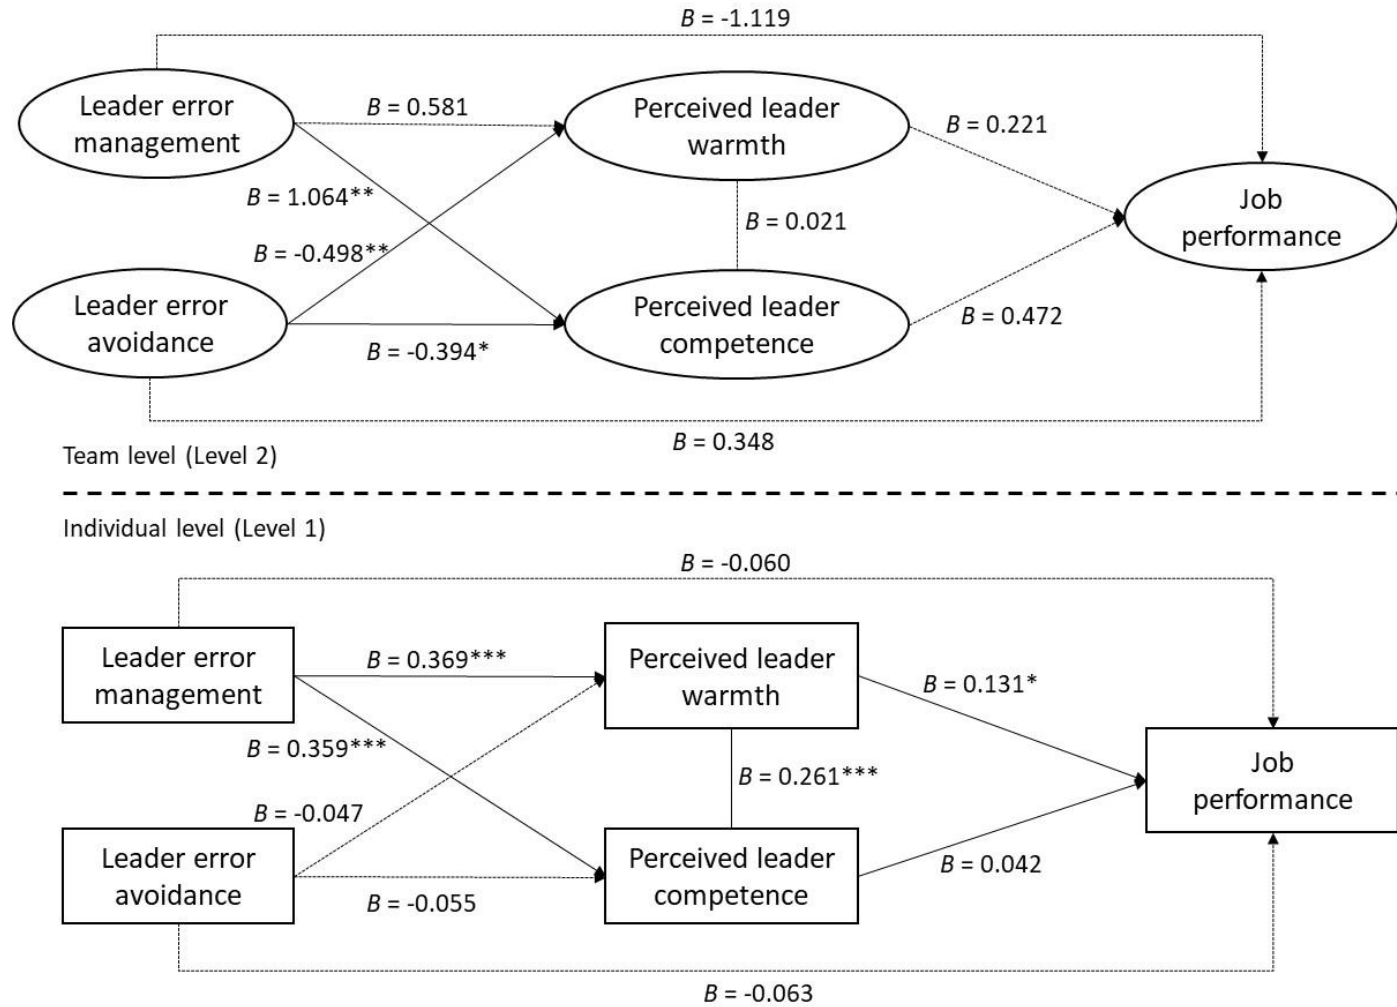 B = -1.119
Leader error
management
B = 0.581
Perceived leader
warmth
B = 0.221
B = 1.064**
B = 0.021
Job
performance
B = -0.498**
Leader error
avoidance
Perceived leader
competence
B = 0.472
B = -0.394*
B = 0.348
Team level (Level 2)
Individual level (Level 1)
B = -0.060
Leader error
management
B = 0.369***
Perceived leader
warmth
B = 0.131*
B = 0.359***
B = 0.261***
Job
performance
B = -0.047
Leader error
avoidance
Perceived leader
competence
B = 0.042
B = -0.055
B = -0.063